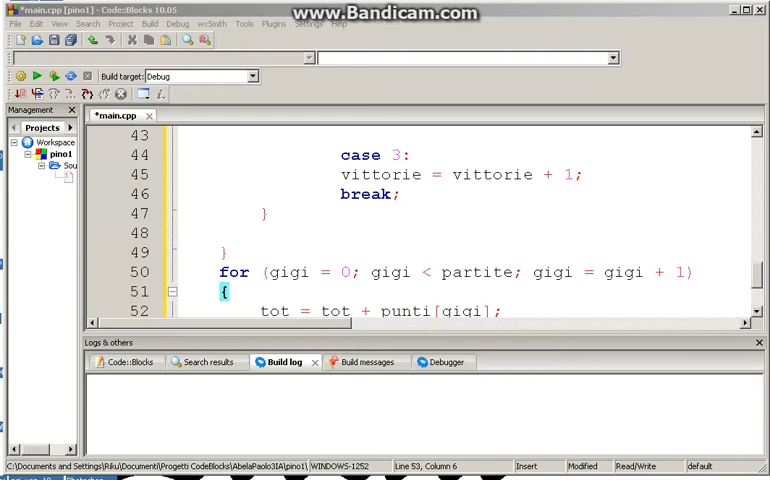 www.Bandicam.com
*main.cpp [pino1] - Code::Blocks 10.05
File Edit View Search Project Build Debug wxSmith Tools Plugins Settings Help
Build target: Debug
Management
*main.cpp
Projects
Workspace
pino1
Sou
43
44 case 3:
45 vittorie = vittorie + 1;
46 break;
47 }
48
49 }
50 for (gigi = 0; gigi < partite; gigi = gigi + 1)
51 {
52 tot = tot + punti[gigi];
Logs & others
Code::Blocks Search results Build log Build messages Debugger
C:\Documents and Settings\Riku\Documenti\Progetti CodeBlocks\AbelaPaolo3IA\pino1\ WINDOWS-1252 Line 53, Column 6 Insert Modified Read/Write default